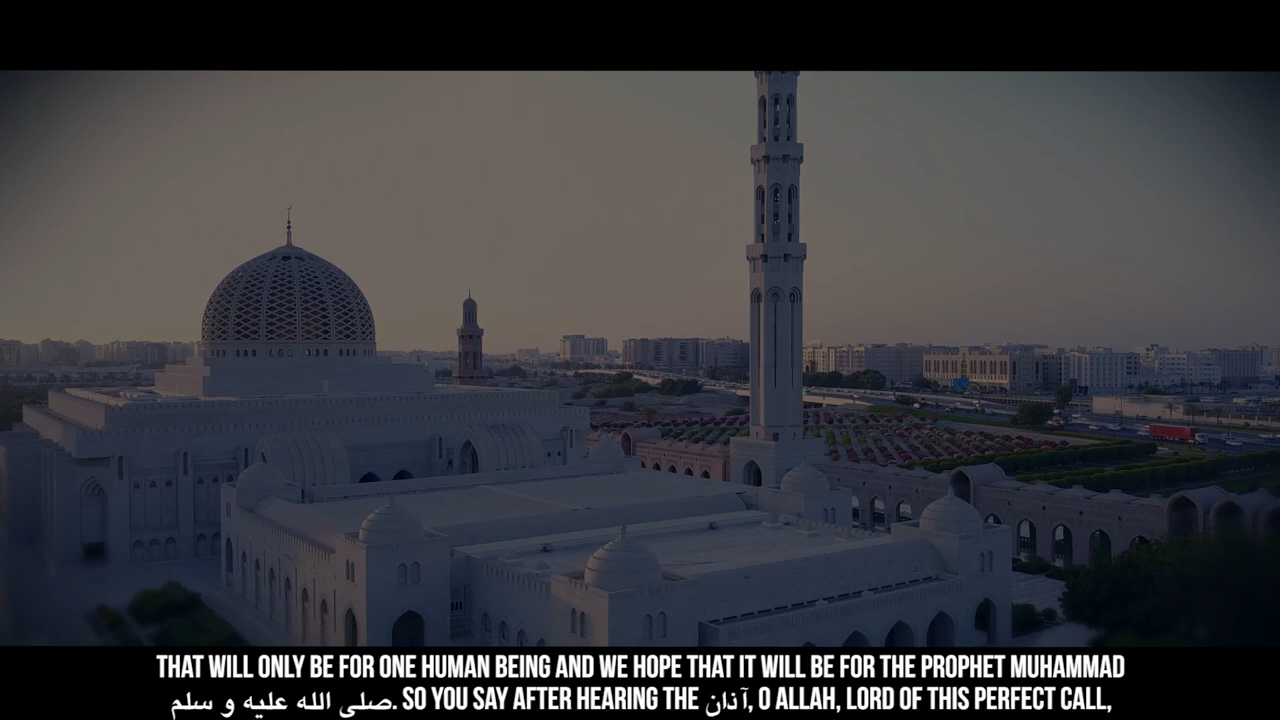 THAT WILL ONLY BE FOR ONE HUMAN BEING AND WE HOPE THAT IT WILL BE FOR THE PROPHET MUHAMMAD
صلى الله عليه و سلم. SO YOU SAY AFTER HEARING THE آذان, O ALLAH, LORD OF THIS PERFECT CALL,